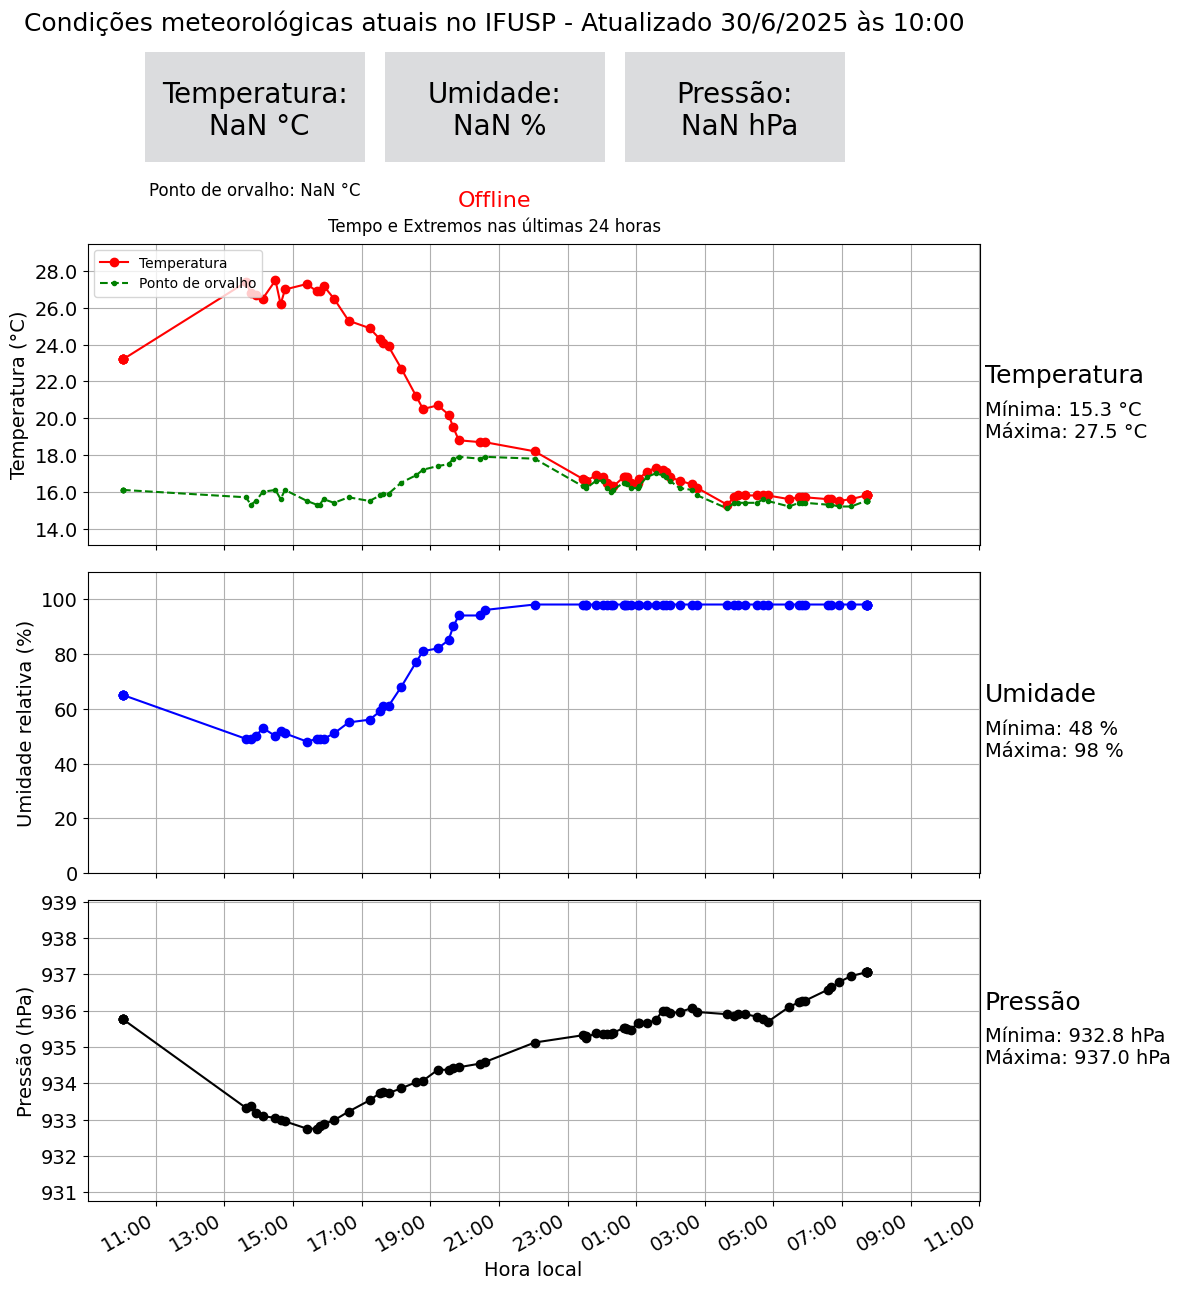 Condições meteorológicas atuais no IFUSP - Atualizado 30/6/2025 às 10:00
Temperatura:
NaN °C
Umidade:
NaN %
Pressão:
NaN hPa
Ponto de orvalho: NaN °C
Offline
Tempo e Extremos nas últimas 24 horas
Temperatura
Ponto de orvalho
Temperatura (°C)
28.0
26.0
24.0
22.0
20.0
18.0
16.0
14.0
Temperatura
Mínima: 15.3 °C
Máxima: 27.5 °C
Umidade relativa (%)
100
80
60
40
20
0
Umidade
Mínima: 48 %
Máxima: 98 %
Pressão (hPa)
939
938
937
936
935
934
933
932
931
Pressão
Mínima: 932.8 hPa
Máxima: 937.0 hPa
11:00
13:00
15:00
17:00
19:00
21:00
23:00
01:00
03:00
05:00
07:00
09:00
11:00
Hora local